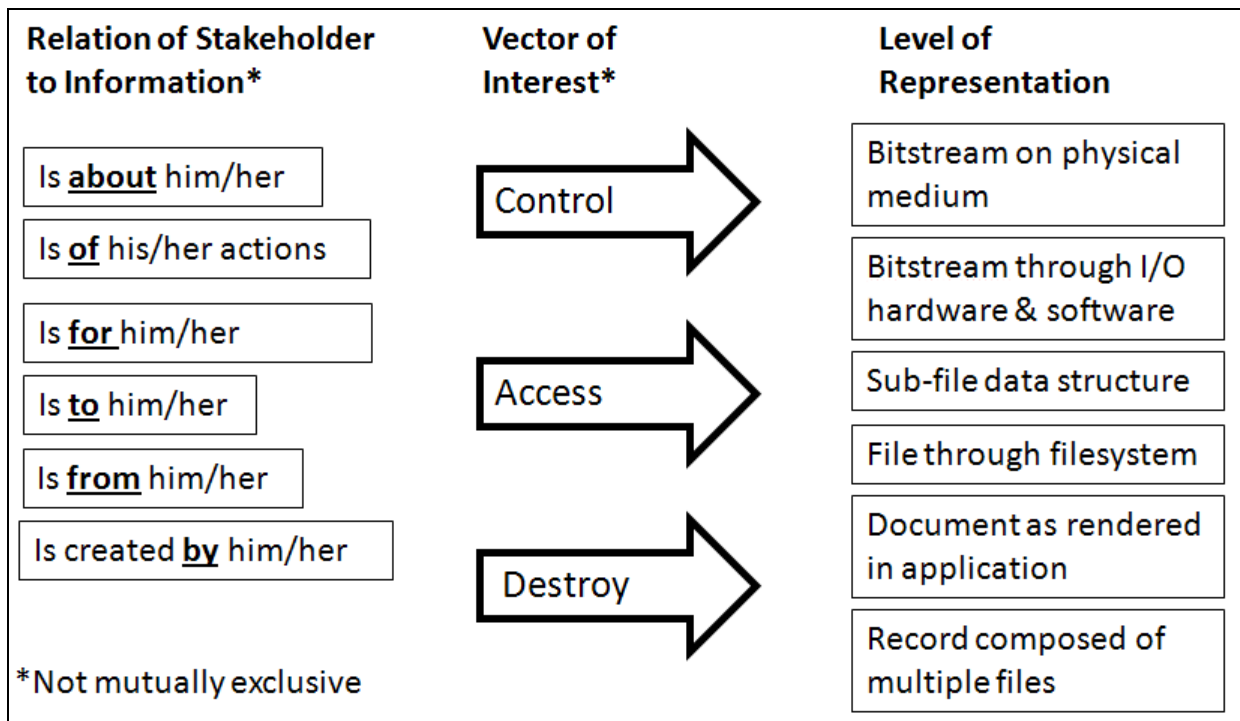 Relation of Stakeholder
to Information*
Is about him/her
Is of his/her actions
Is for him/her
Is to him/her
Is from him/her
Is created by him/her
*Not mutually exclusive
Vector of
Interest*
Control
Access
Destroy
Level of
Representation
Bitstream on physical
medium
Bitstream through I/O
hardware & software
Sub-file data structure
File through filesystem
Document as rendered
in application
Record composed of
multiple files